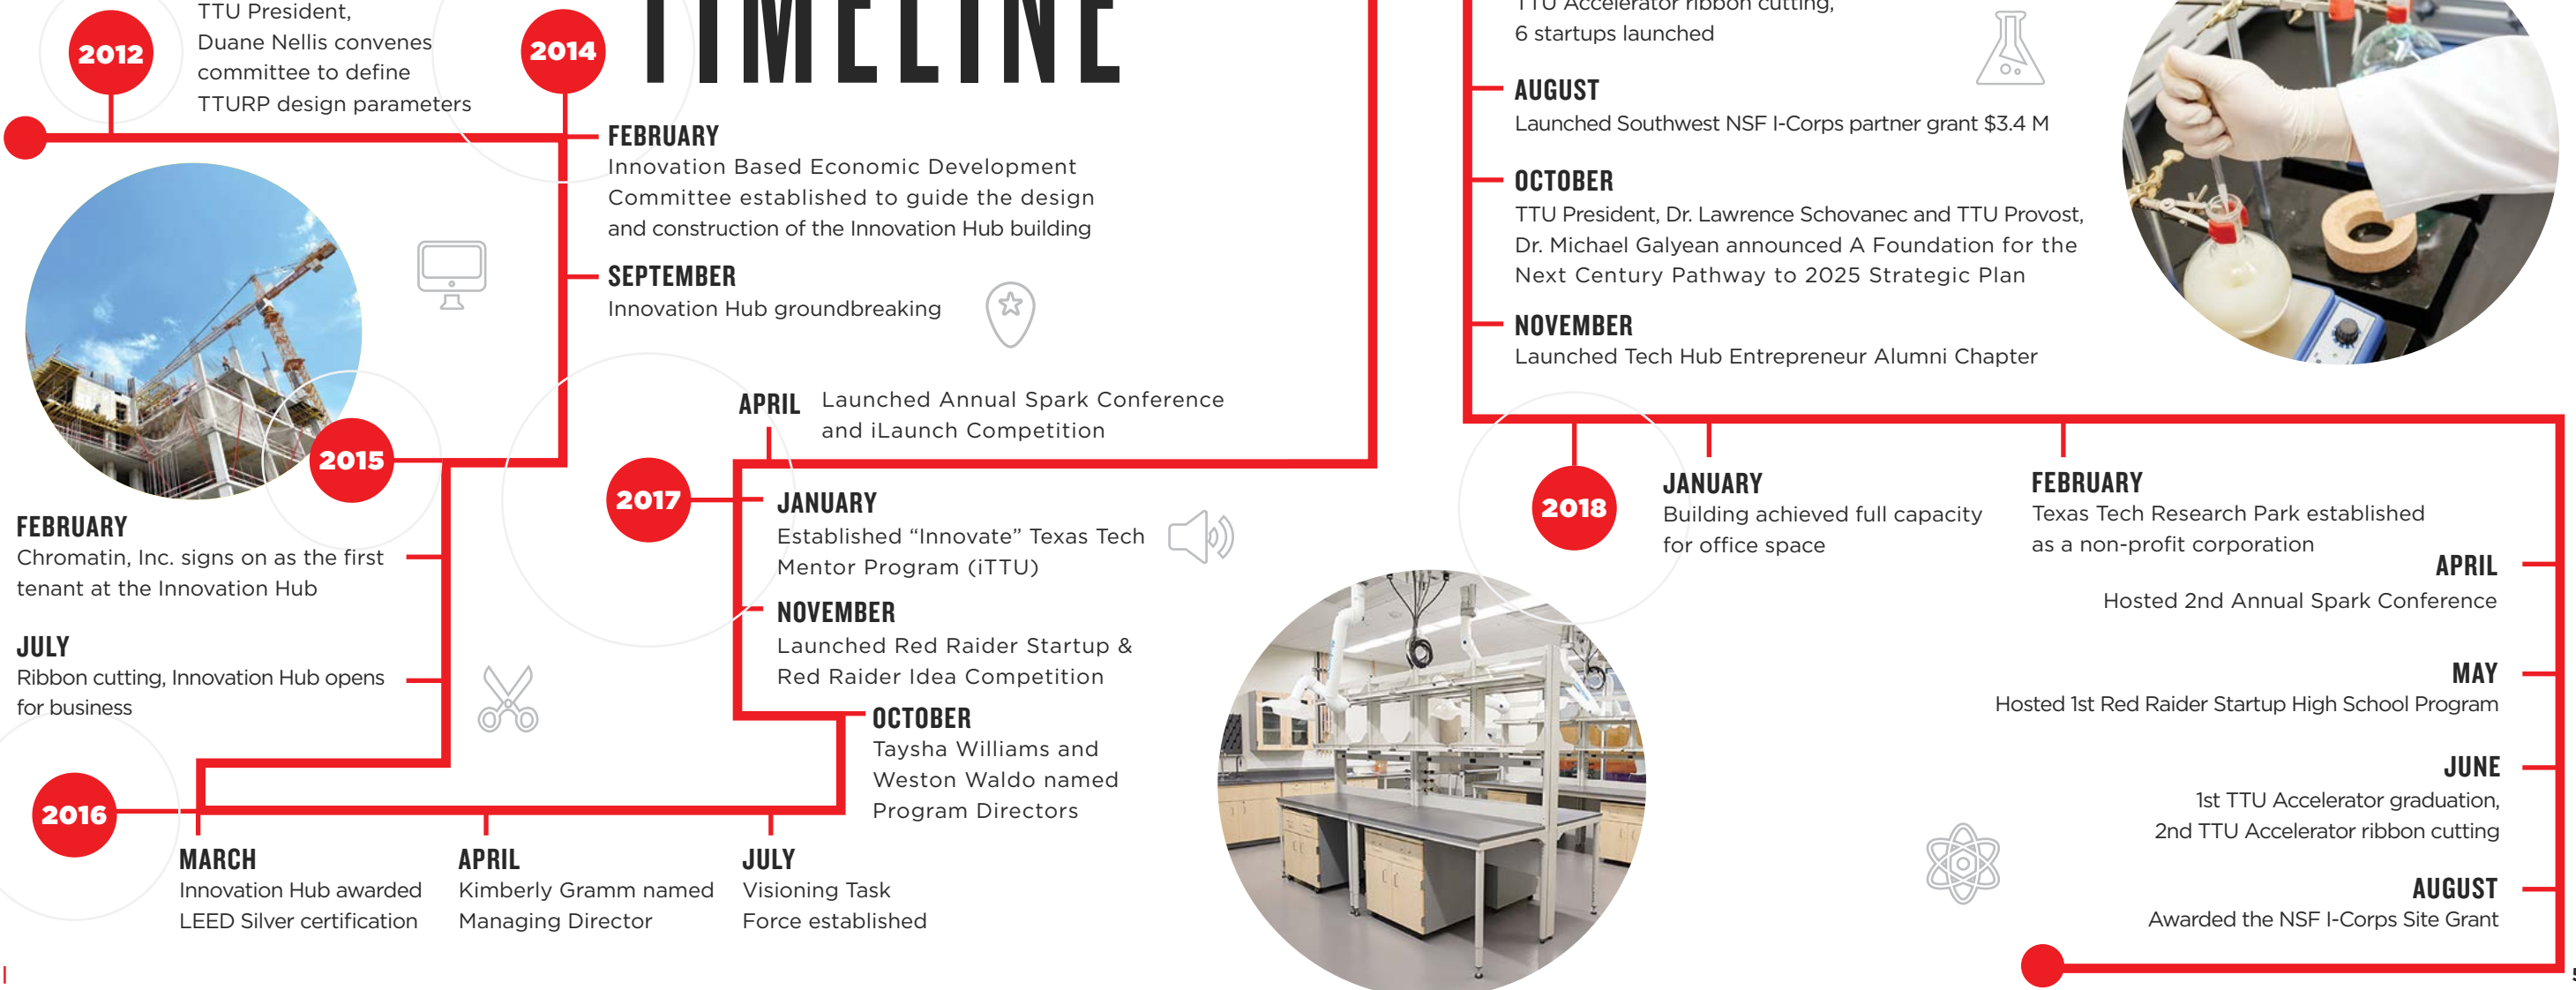 TTU President,
2012
Duane Nellis convenes
committee to define
TTURP design parameters
2014
TIMELINE
FEBRUARY
Innovation Based Economic Development
Committee established to guide the design
and construction of the Innovation Hub building
SEPTEMBER
Innovation Hub groundbreaking
2015
FEBRUARY
Chromatin, Inc. signs on as the first
tenant at the Innovation Hub
JULY
Ribbon cutting, Innovation Hub opens
for business
2016
MARCH
Innovation Hub awarded
LEED Silver certification
APRIL
Kimberly Gramm named
Managing Director
JULY
Visioning Task
Force established
OCTOBER
Taysha Williams and
Weston Waldo named
Program Directors
NOVEMBER
Launched Red Raider Startup &
Red Raider Idea Competition
2017
JANUARY
Established “Innovate” Texas Tech
Mentor Program (iTTU)
APRIL
Launched Annual Spark Conference
and iLaunch Competition
TTU Accelerator ribbon cutting,
6 startups launched
AUGUST
Launched Southwest NSF I-Corps partner grant $3.4 M
OCTOBER
TTU President, Dr. Lawrence Schovanec and TTU Provost,
Dr. Michael Galyean announced A Foundation for the
Next Century Pathway to 2025 Strategic Plan
NOVEMBER
Launched Tech Hub Entrepreneur Alumni Chapter
2018
JANUARY
Building achieved full capacity
for office space
FEBRUARY
Texas Tech Research Park established
as a non-profit corporation
APRIL
Hosted 2nd Annual Spark Conference
MAY
Hosted 1st Red Raider Startup High School Program
JUNE
1st TTU Accelerator graduation,
2nd TTU Accelerator ribbon cutting
AUGUST
Awarded the NSF I-Corps Site Grant